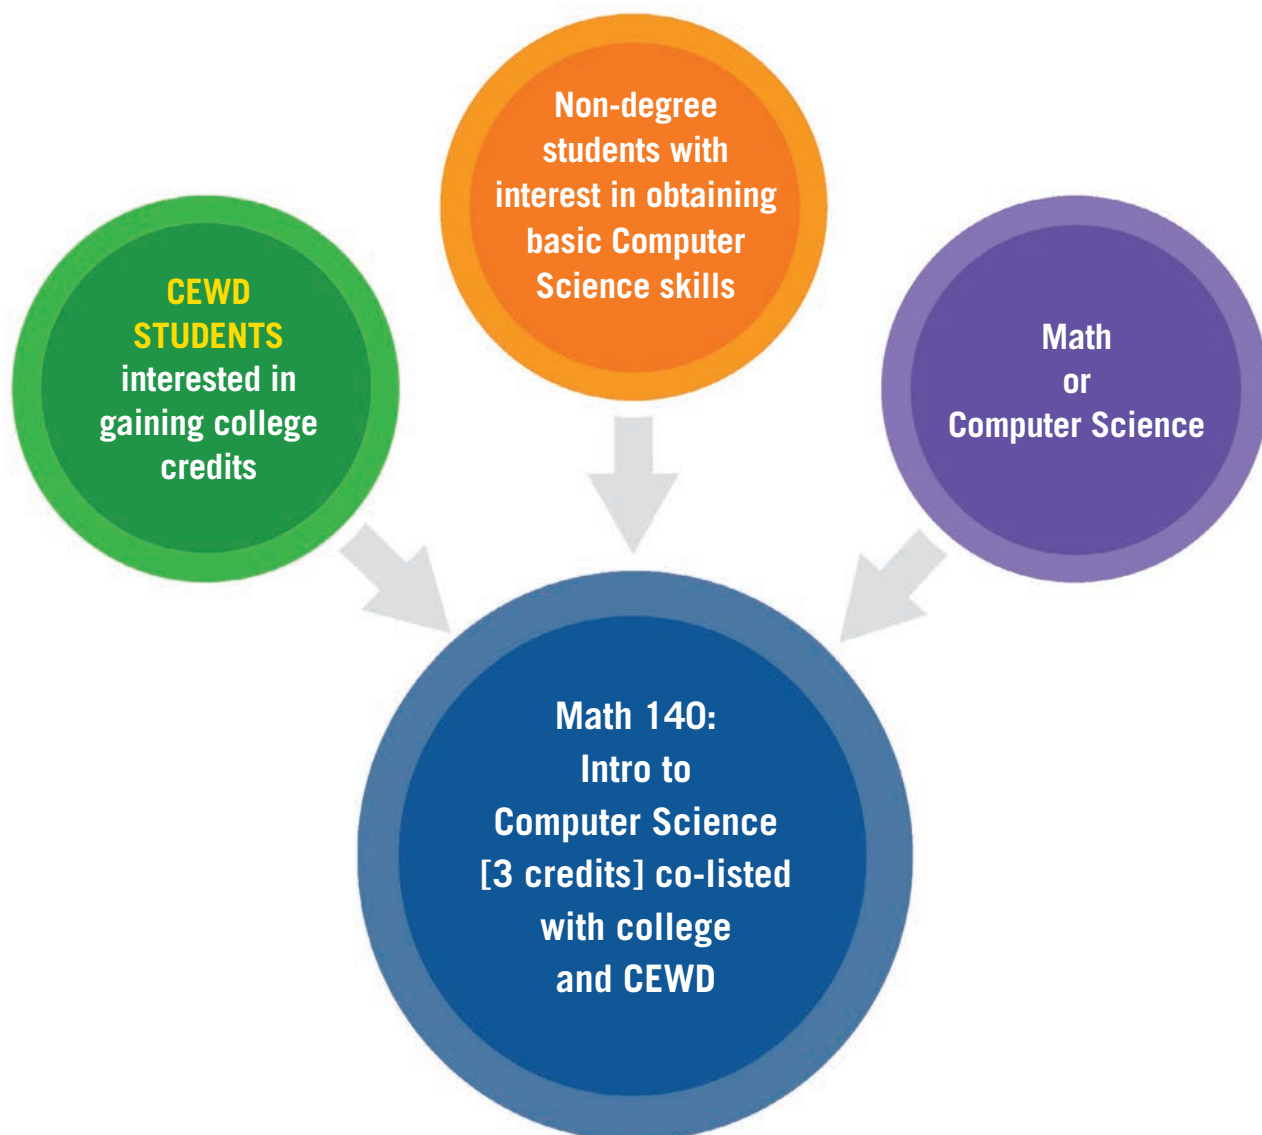 Non-degree
students with
interest in obtaining
basic Computer
Science skills
CEWD
STUDENTS
interested in
gaining college
credits
Math
or
Computer Science
Math 140:
Intro to
Computer Science
[3 credits] co-listed
with college
and CEWD